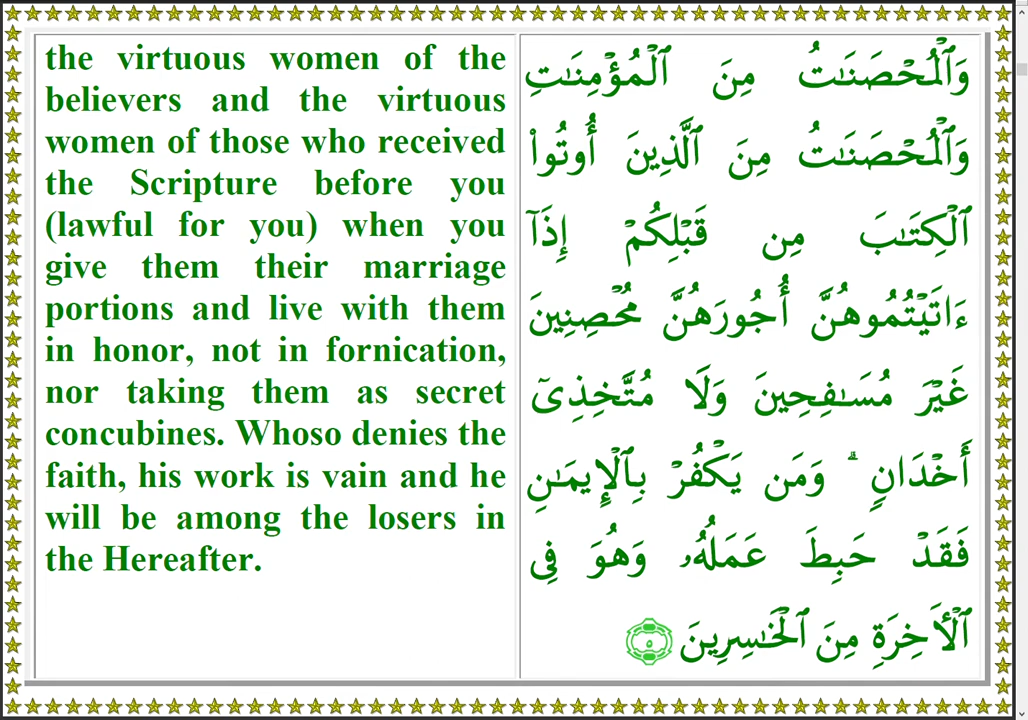 the virtuous women of the
believers and the virtuous
women of those who received
the Scripture before you
(lawful for you) when you
give them their marriage
portions and live with them
in honor, not in fornication,
nor taking them as secret
concubines. Whoso denies the
faith, his work is vain and he
will be among the losers in
the Hereafter.
وَٱلْمُحْصَنَـٰتُ مِنَ ٱلْمُؤْمِنَـٰتِ
وَٱلْمُحْصَنَـٰتُ مِنَ ٱلَّذِينَ أُوتُوا۟
ٱلْكِتَـٰبَ مِن قَبْلِكُمْ إِذَآ
ءَاتَيْتُمُوهُنَّ أُجُورَهُنَّ مُحْصِنِينَ
غَيْرَ مُسَـٰفِحِينَ وَلَا مُتَّخِذِىٓ
أَخْدَانٍ ۗ وَمَن يَكْفُرْ بِٱلْإِيمَـٰنِ
فَقَدْ حَبِطَ عَمَلُهُۥ وَهُوَ فِى
ٱلْـَٔاخِرَةِ مِنَ ٱلْخَـٰسِرِينَ ٥